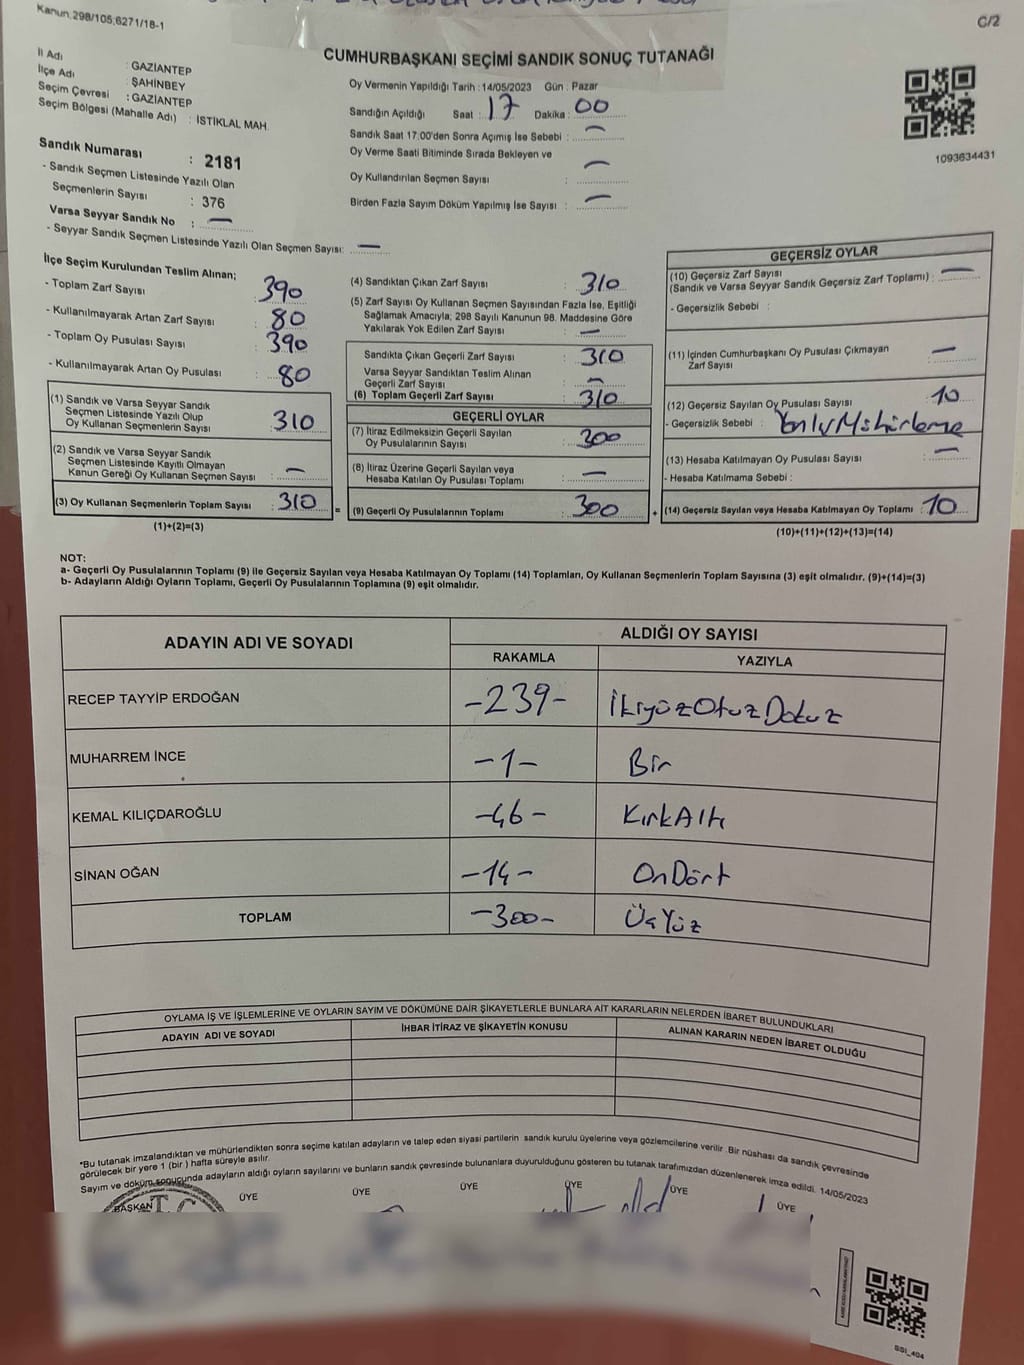 Kanun,298/105,6271/18-1
C/2
CUMHURBAŞKANI SEÇİMİ SANDIK SONUÇ TUTANAĞI
İl Adı : GAZİANTEP
İlçe Adı : ŞAHİNBEY
Seçim Çevresi : GAZİANTEP
Seçim Bölgesi (Mahalle Adı) : İSTİKLAL MAH.
Sandık Numarası : 2181
- Sandık Seçmen Listesinde Yazılı Olan
Seçmenlerin Sayısı : 376
Varsa Seyyar Sandık No : —
- Seyyar Sandık Seçmen Listesinde Yazılı Olan Seçmen Sayısı: —
Oy Vermenin Yapıldığı Tarih : 14/05/2023 Gün : Pazar
Sandığın Açıldığı Saat : 17 Dakika : 00
Sandık Saat 17:00'den Sonra Açımış İse Sebebi : —
Oy Verme Saati Bitiminde Sırada Bekleyen ve
Oy Kullandırılan Seçmen Sayısı : —
Birden Fazla Sayım Döküm Yapılmış İse Sayısı : —
1093634431
İlçe Seçim Kurulundan Teslim Alınan;
- Toplam Zarf Sayısı : 390
- Kullanılmayarak Artan Zarf Sayısı : 80
- Toplam Oy Pusulası Sayısı : 390
- Kullanılmayarak Artan Oy Pusulası : 80
(1) Sandık ve Varsa Seyyar Sandık
Seçmen Listesinde Yazılı Olup
Oy Kullanan Seçmenlerin Sayısı : 310
(2) Sandık ve Varsa Seyyar Sandık
Seçmen Listesinde Kayıtlı Olmayan
Kanun Gereği Oy Kullanan Seçmen Sayısı : —
(3) Oy Kullanan Seçmenlerin Toplam Sayısı : 310
(1)+(2)=(3)
(4) Sandıktan Çıkan Zarf Sayısı : 310
(5) Zarf Sayısı Oy Kullanan Seçmen Sayısından Fazla İse, Eşitliği
Sağlamak Amacıyla; 298 Sayılı Kanunun 98. Maddesine Göre
Yakılarak Yok Edilen Zarf Sayısı : —
Sandıkta Çıkan Geçerli Zarf Sayısı : 310
Varsa Seyyar Sandıktan Teslim Alınan
Geçerli Zarf Sayısı : —
(6) Toplam Geçerli Zarf Sayısı : 310
GEÇERLİ OYLAR
(7) İtiraz Edilmeksizin Geçerli Sayılan
Oy Pusulalarının Sayısı : 300
(8) İtiraz Üzerine Geçerli Sayılan veya
Hesaba Katılan Oy Pusulası Toplamı : —
= (9) Geçerli Oy Pusulalarının Toplamı : 300
GEÇERSİZ OYLAR
(10) Geçersiz Zarf Sayısı
(Sandık ve Varsa Seyyar Sandık Geçersiz Zarf Toplamı) : —
- Geçersizlik Sebebi :
(11) İçinden Cumhurbaşkanı Oy Pusulası Çıkmayan
Zarf Sayısı : —
(12) Geçersiz Sayılan Oy Pusulası Sayısı : 10
- Geçersizlik Sebebi : Yanlış Mühürleme
(13) Hesaba Katılmayan Oy Pusulası Sayısı : —
- Hesaba Katılmama Sebebi :
+ (14) Geçersiz Sayılan veya Hesaba Katılmayan Oy Toplamı : 10
(10)+(11)+(12)+(13)=(14)
NOT:
a- Geçerli Oy Pusulalarının Toplamı (9) ile Geçersiz Sayılan veya Hesaba Katılmayan Oy Toplamı (14) Toplamları, Oy Kullanan Seçmenlerin Toplam Sayısına (3) eşit olmalıdır. (9)+(14)=(3)
b- Adayların Aldığı Oyların Toplamı, Geçerli Oy Pusulalarının Toplamına (9) eşit olmalıdır.
ADAYIN ADI VE SOYADI ALDIĞI OY SAYISI
RAKAMLA YAZIYLA
RECEP TAYYİP ERDOĞAN -239- İkiyüzOtuzDokuz
MUHARREM İNCE -1- Bir
KEMAL KILIÇDAROĞLU -46- KırkAltı
SİNAN OĞAN -14- OnDört
TOPLAM -300- ÜçYüz
OYLAMA İŞ VE İŞLEMLERİNE VE OYLARIN SAYIM VE DÖKÜMÜNE DAİR ŞİKAYETLERLE BUNLARA AİT KARARLARIN NELERDEN İBARET BULUNDUKLARI
ADAYIN ADI VE SOYADI İHBAR İTİRAZ VE ŞİKAYETİN KONUSU ALINAN KARARIN NEDEN İBARET OLDUĞU
*Bu tutanak imzalandıktan ve mühürlendikten sonra seçime katılan adayların ve talep eden siyasi partilerin sandık kurulu üyelerine veya gözlemcilerine verilir. Bir nüshası da sandık çevresinde
görülecek bir yere 1 (bir) hafta süreyle asılır.
Sayım ve döküm sonucunda adayların aldığı oyların sayılarını ve bunların sandık çevresinde bulunanlara duyurulduğunu gösteren bu tutanak tarafımızdan düzenlenerek imza edildi. 14/05/2023
BAŞKAN ÜYE ÜYE ÜYE ÜYE ÜYE ÜYE
T.C.
SSI_404